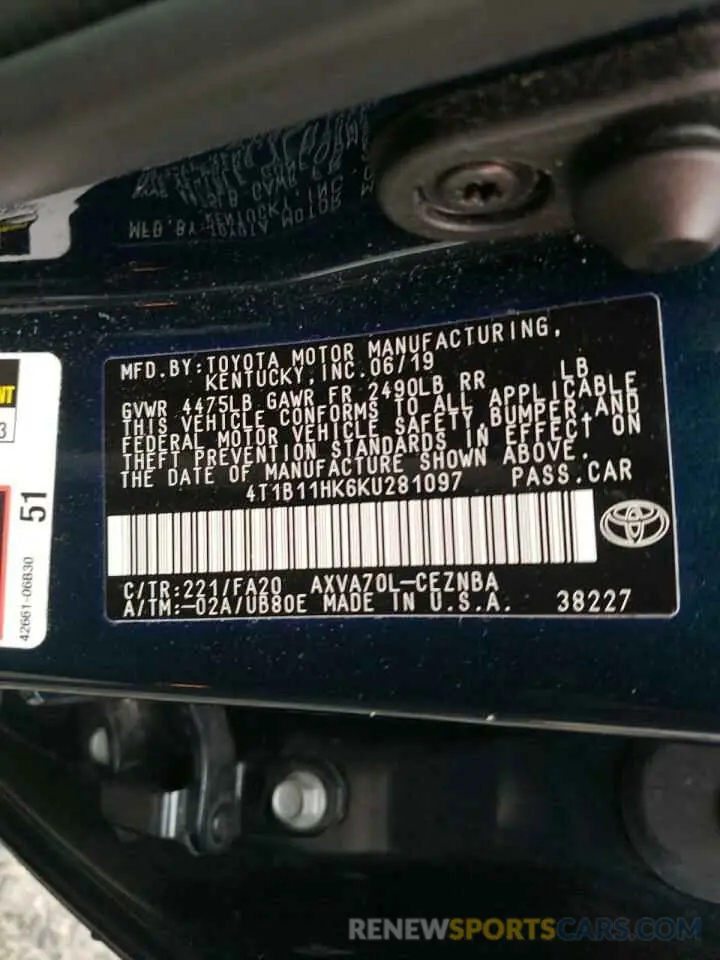 MFD.BY:TOYOTA MOTOR MANUFACTURING,
KENTUCKY, INC. 06/19
GVWR 4475LB GAWR FR 2490LB RR LB
THIS VEHICLE CONFORMS TO ALL APPLICABLE
FEDERAL MOTOR VEHICLE SAFETY, BUMPER, AND
THEFT PREVENTION STANDARDS IN EFFECT ON
THE DATE OF MANUFACTURE SHOWN ABOVE.
4T1B11HK6KU281097 PASS.CAR
C/TR:221/FA20 AXVA70L-CEZNBA
A/TM:-02A/UB80E MADE IN U.S.A. 38227
51
42661-06B30
RENEWSPORTSCARS.COM